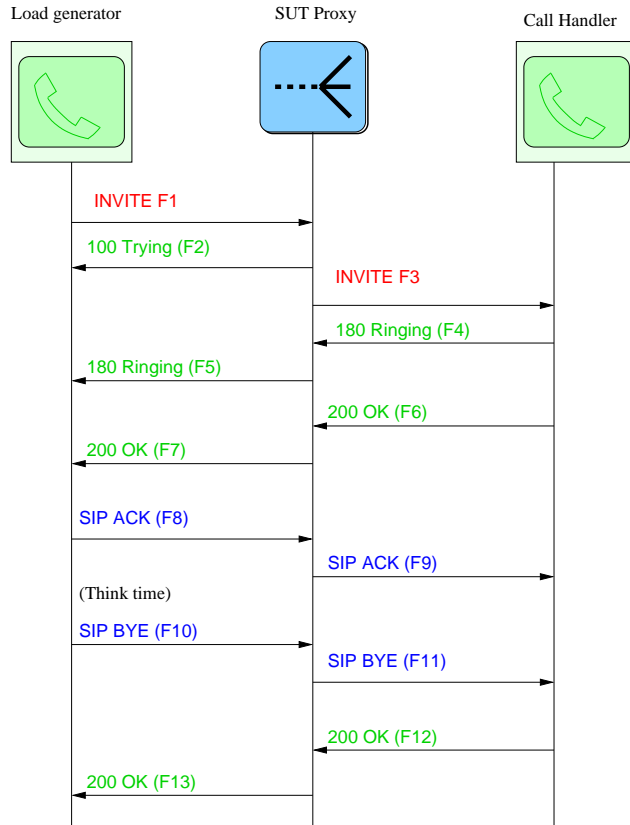 Load generator
SUT Proxy
Call Handler
INVITE F1
100 Trying (F2)
INVITE F3
180 Ringing (F4)
180 Ringing (F5)
200 OK (F6)
200 OK (F7)
SIP ACK (F8)
SIP ACK (F9)
(Think time)
SIP BYE (F10)
SIP BYE (F11)
200 OK (F12)
200 OK (F13)